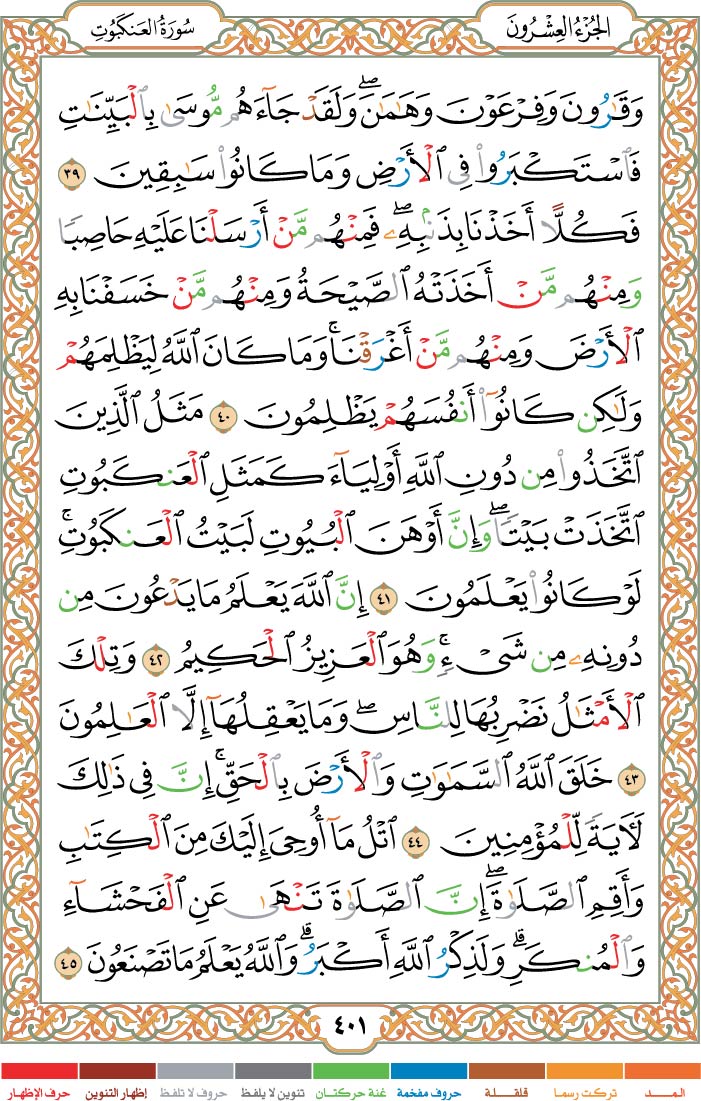 الجُزْءُ العِشْرُونَ
سُورَةُ العَنكَبُوتِ
وَقَٰرُونَ وَفِرْعَوْنَ وَهَٰمَٰنَۖ وَلَقَدْ جَآءَهُم مُّوسَىٰ بِٱلْبَيِّنَٰتِ
فَٱسْتَكْبَرُوا۟ فِى ٱلْأَرْضِ وَمَا كَانُوا۟ سَٰبِقِينَ ٣٩
فَكُلًّا أَخَذْنَا بِذَنۢبِهِۦۖ فَمِنْهُم مَّنْ أَرْسَلْنَا عَلَيْهِ حَاصِبًا
وَمِنْهُم مَّنْ أَخَذَتْهُ ٱلصَّيْحَةُ وَمِنْهُم مَّنْ خَسَفْنَا بِهِ
ٱلْأَرْضَ وَمِنْهُم مَّنْ أَغْرَقْنَاۚ وَمَا كَانَ ٱللَّهُ لِيَظْلِمَهُمْ
وَلَٰكِن كَانُوٓا۟ أَنفُسَهُمْ يَظْلِمُونَ ٤٠ مَثَلُ ٱلَّذِينَ
ٱتَّخَذُوا۟ مِن دُونِ ٱللَّهِ أَوْلِيَآءَ كَمَثَلِ ٱلْعَنكَبُوتِ
ٱتَّخَذَتْ بَيْتًاۖ وَإِنَّ أَوْهَنَ ٱلْبُيُوتِ لَبَيْتُ ٱلْعَنكَبُوتِۚ
لَوْ كَانُوا۟ يَعْلَمُونَ ٤١ إِنَّ ٱللَّهَ يَعْلَمُ مَا يَدْعُونَ مِن
دُونِهِۦ مِن شَىْءٍۚ وَهُوَ ٱلْعَزِيزُ ٱلْحَكِيمُ ٤٢ وَتِلْكَ
ٱلْأَمْثَٰلُ نَضْرِبُهَا لِلنَّاسِۖ وَمَا يَعْقِلُهَآ إِلَّا ٱلْعَٰلِمُونَ
٤٣ خَلَقَ ٱللَّهُ ٱلسَّمَٰوَٰتِ وَٱلْأَرْضَ بِٱلْحَقِّۚ إِنَّ فِى ذَٰلِكَ
لَـَٔايَةً لِّلْمُؤْمِنِينَ ٤٤ ٱتْلُ مَآ أُوحِىَ إِلَيْكَ مِنَ ٱلْكِتَٰبِ
وَأَقِمِ ٱلصَّلَوٰةَۖ إِنَّ ٱلصَّلَوٰةَ تَنْهَىٰ عَنِ ٱلْفَحْشَآءِ
وَٱلْمُنكَرِۗ وَلَذِكْرُ ٱللَّهِ أَكْبَرُۗ وَٱللَّهُ يَعْلَمُ مَا تَصْنَعُونَ ٤٥
٤٠١
المـــد تركت رسما قلقـلـة حروف مفخمة غنة حركتان تنوين لا يلفظ حروف لا تلفظ إظهار التنوين حرف الإظهار